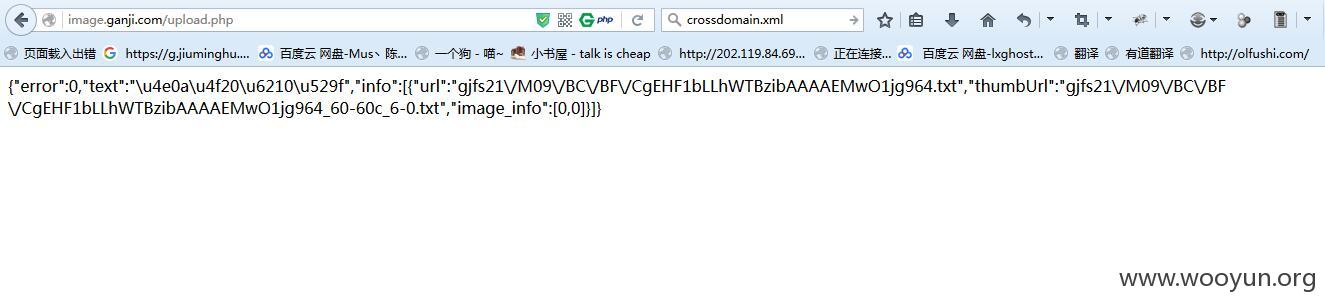 image.ganji.com/upload.php
php
crossdomain.xml
页面载入出错 https://g.jiuminghu.... 百度云 网盘-Mus丶陈... 一个狗 - 喵~ 小书屋 - talk is cheap http://202.119.84.69... 正在连接... 百度云 网盘-lxghost... 翻译 有道翻译 http://olfushi.com/
{"error":0,"text":"\u4e0a\u4f20\u6210\u529f","info":[{"url":"gjfs21\/M09\/BC\/BF\/CgEHF1bLLhWTBzibAAAAEMwO1jg964.txt","thumbUrl":"gjfs21\/M09\/BC\/BF
\/CgEHF1bLLhWTBzibAAAAEMwO1jg964_60-60c_6-0.txt","image_info":[0,0]}]}
www.wooyun.org